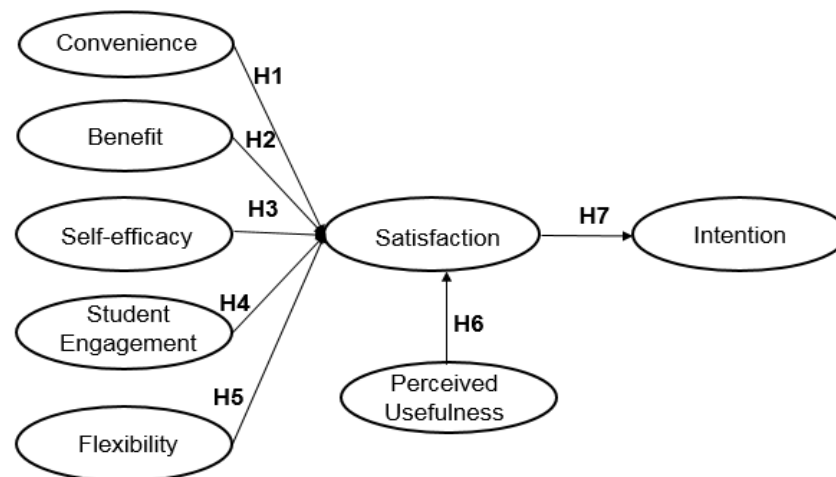 Convenience
H1
Benefit
H2
Self-efficacy
H3
Student
Engagement
H4
Flexibility
H5
Satisfaction
H6
Perceived
Usefulness
H7
Intention